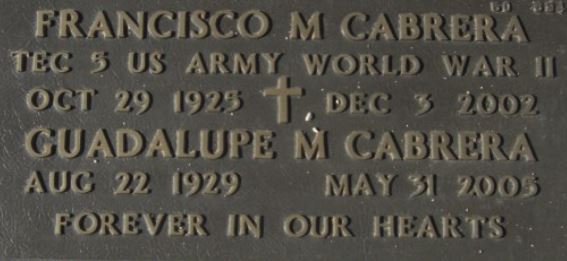 FRANCISCO M CABRERA
TEC 5 US ARMY WORLD WAR II
OCT 29 1925 DEC 3 2002
GUADALUPE M CABRERA
AUG 22 1929 MAY 31 2005
FOREVER IN OUR HEARTS